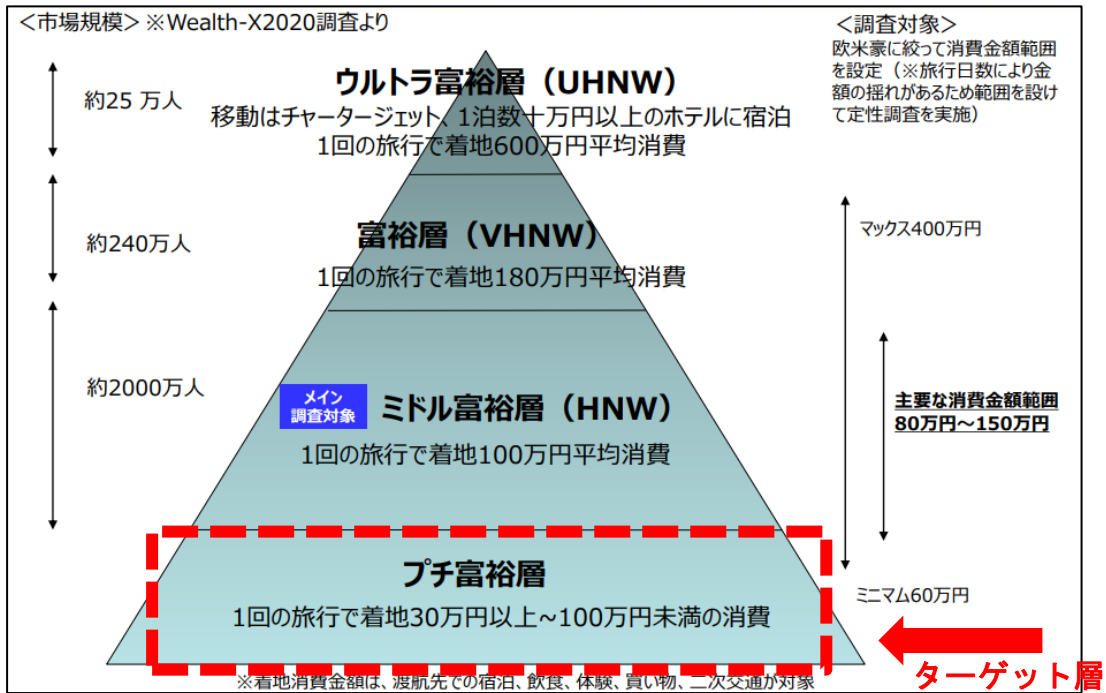 <市場規模> ※Wealth-X2020調査より
<調査対象>
欧米豪に絞って消費金額範囲
を設定（※旅行日数により金
額の揺れがあるため範囲を設け
て定性調査を実施）
約25 万人
ウルトラ富裕層（UHNW）
移動はチャータージェット、1泊数十万円以上のホテルに宿泊
1回の旅行で着地600万円平均消費
約240万人
富裕層（VHNW）
1回の旅行で着地180万円平均消費
マックス400万円
約2000万人
メイン
調査対象
ミドル富裕層（HNW）
1回の旅行で着地100万円平均消費
主要な消費金額範囲
80万円～150万円
プチ富裕層
1回の旅行で着地30万円以上~100万円未満の消費
ミニマム60万円
ターゲット層
※着地消費金額は、渡航先での宿泊、飲食、体験、買い物、二次交通が対象